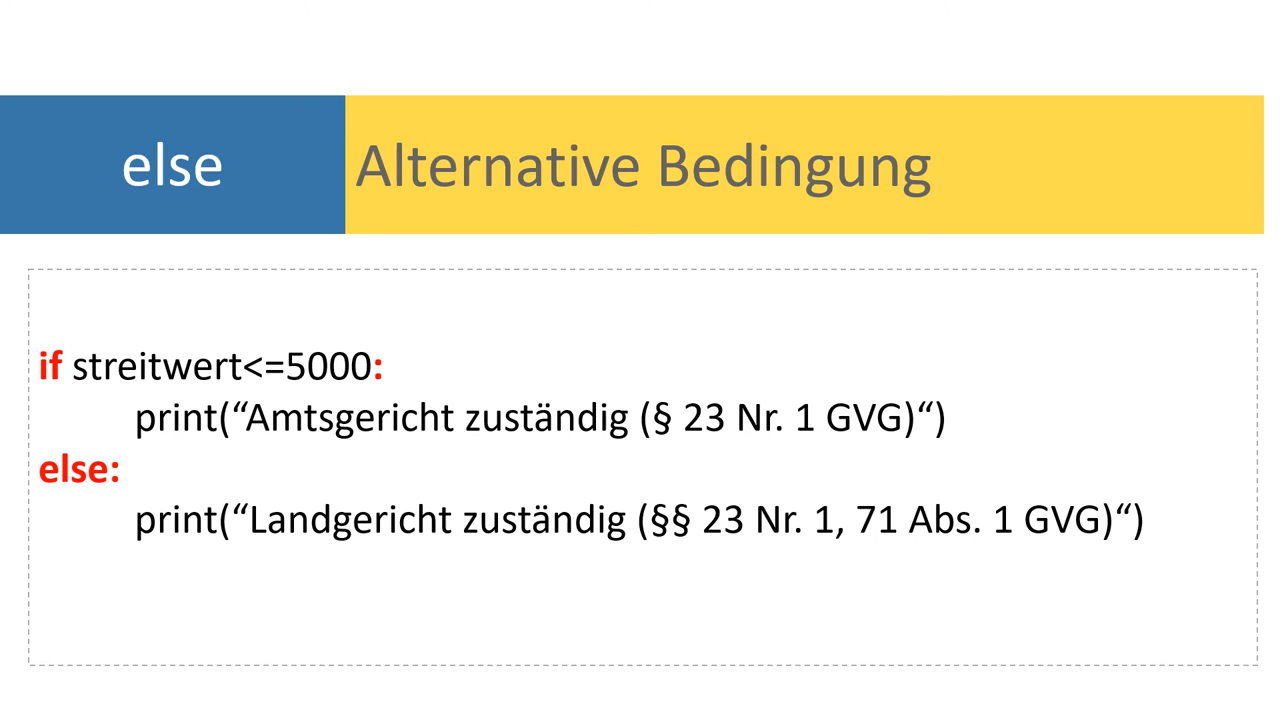 else
Alternative Bedingung
if streitwert<=5000:
print(“Amtsgericht zuständig (§ 23 Nr. 1 GVG)“)
else:
print(“Landgericht zuständig (§§ 23 Nr. 1, 71 Abs. 1 GVG)“)